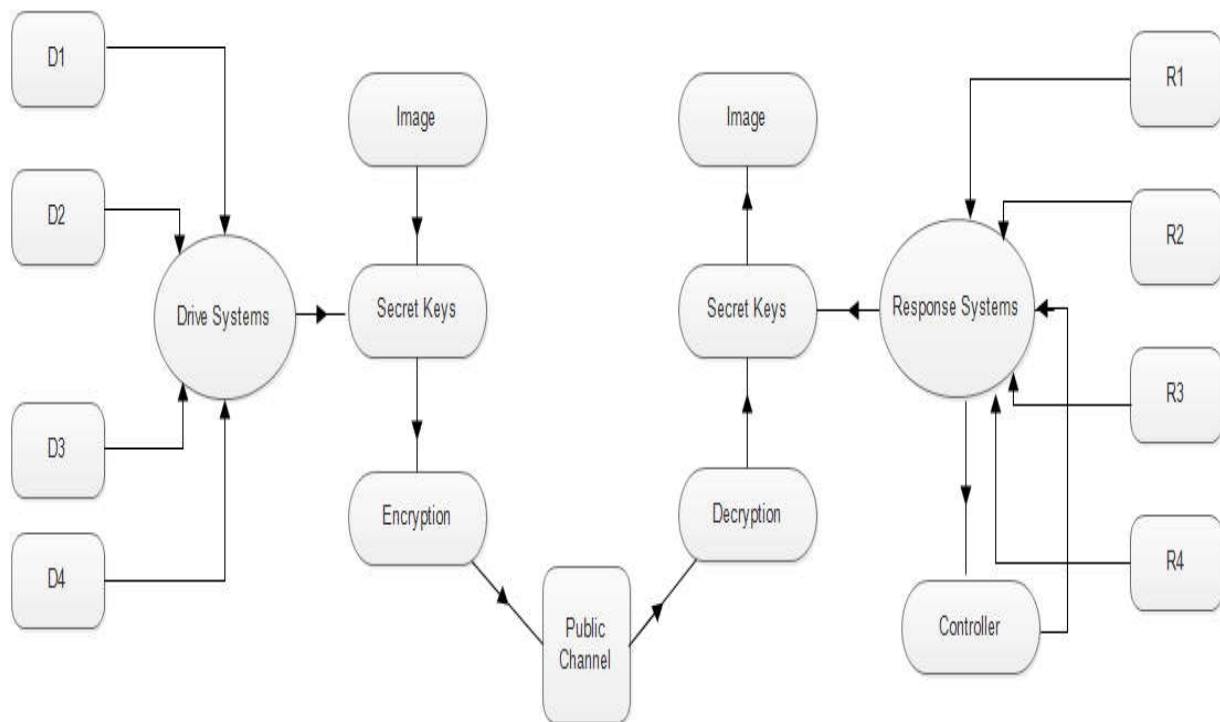 D1
D2
D3
D4
Drive Systems
Image
Secret Keys
Encryption
Public
Channel
Image
Secret Keys
Decryption
Response Systems
Controller
R1
R2
R3
R4